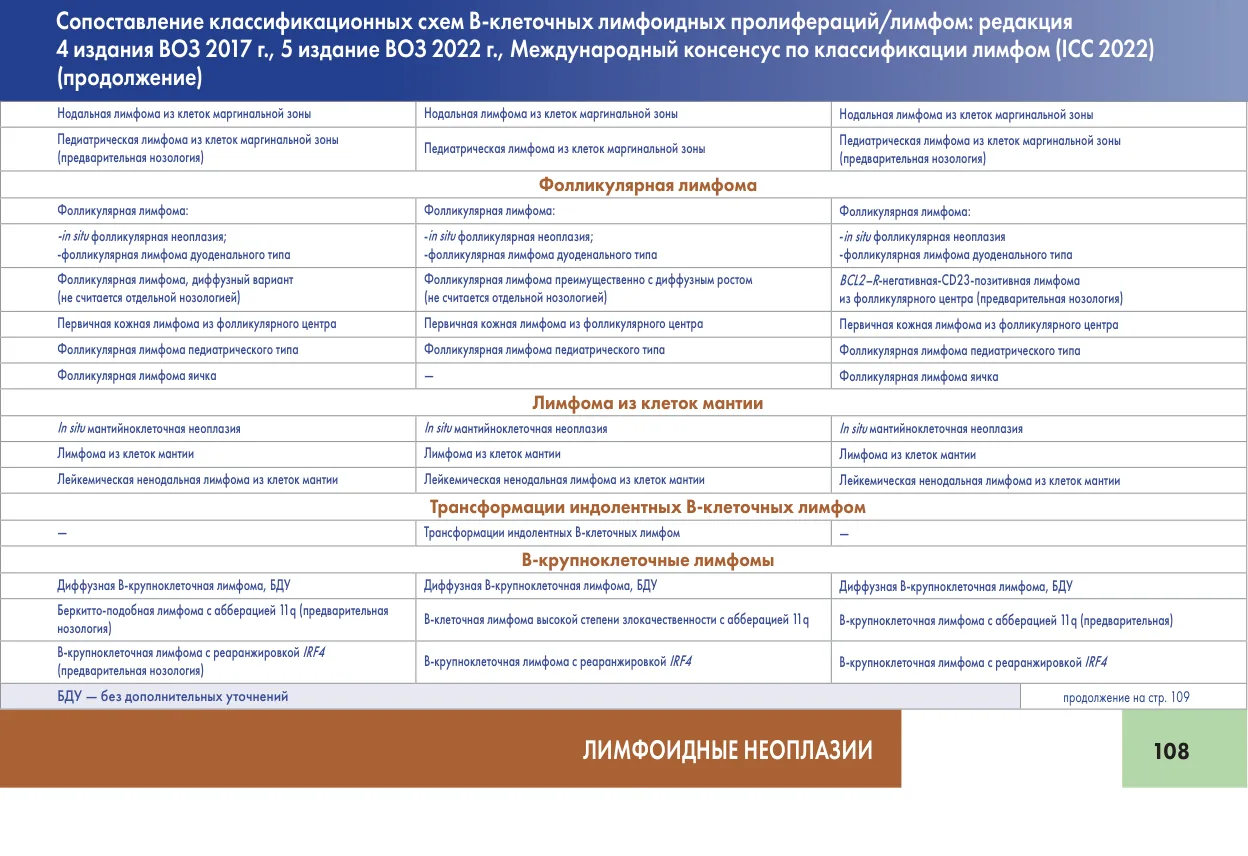 Сопоставление классификационных схем В-клеточных лимфоидных пролифераций/лимфом: редакция
4 издания ВОЗ 2017 г., 5 издание ВОЗ 2022 г., Международный консенсус по классификации лимфом (ICC 2022)
(продолжение)
Нодальная лимфома из клеток маргинальной зоны
Нодальная лимфома из клеток маргинальной зоны
Нодальная лимфома из клеток маргинальной зоны
Педиатрическая лимфома из клеток маргинальной зоны
(предварительная нозология)
Педиатрическая лимфома из клеток маргинальной зоны
Педиатрическая лимфома из клеток маргинальной зоны
(предварительная нозология)
Фолликулярная лимфома
Фолликулярная лимфома:
Фолликулярная лимфома:
Фолликулярная лимфома:
-in situ фолликулярная неоплазия;
-фолликулярная лимфома дуоденального типа
-in situ фолликулярная неоплазия;
-фолликулярная лимфома дуоденального типа
-in situ фолликулярная неоплазия
-фолликулярная лимфома дуоденального типа
Фолликулярная лимфома, диффузный вариант
(не считается отдельной нозологией)
Фолликулярная лимфома преимущественно с диффузным ростом
(не считается отдельной нозологией)
BCL2–R-негативная-CD23-позитивная лимфома
из фолликулярного центра (предварительная нозология)
Первичная кожная лимфома из фолликулярного центра
Первичная кожная лимфома из фолликулярного центра
Первичная кожная лимфома из фолликулярного центра
Фолликулярная лимфома педиатрического типа
Фолликулярная лимфома педиатрического типа
Фолликулярная лимфома педиатрического типа
Фолликулярная лимфома яичка
—
Фолликулярная лимфома яичка
Лимфома из клеток мантии
In situ мантийноклеточная неоплазия
In situ мантийноклеточная неоплазия
In situ мантийноклеточная неоплазия
Лимфома из клеток мантии
Лимфома из клеток мантии
Лимфома из клеток мантии
Лейкемическая ненодальная лимфома из клеток мантии
Лейкемическая ненодальная лимфома из клеток мантии
Лейкемическая ненодальная лимфома из клеток мантии
Трансформации индолентных В-клеточных лимфом
—
Трансформации индолентных В-клеточных лимфом
—
В-крупноклеточные лимфомы
Диффузная В-крупноклеточная лимфома, БДУ
Диффузная В-крупноклеточная лимфома, БДУ
Диффузная В-крупноклеточная лимфома, БДУ
Беркитто-подобная лимфома с абберацией 11q (предварительная
нозология)
В-клеточная лимфома высокой степени злокачественности с абберацией 11q
В-крупноклеточная лимфома с абберацией 11q (предварительная)
В-крупноклеточная лимфома с реаранжировкой IRF4
(предварительная нозология)
В-крупноклеточная лимфома с реаранжировкой IRF4
В-крупноклеточная лимфома с реаранжировкой IRF4
БДУ — без дополнительных уточнений
продолжение на стр. 109
ЛИМФОИДНЫЕ НЕОПЛАЗИИ
108